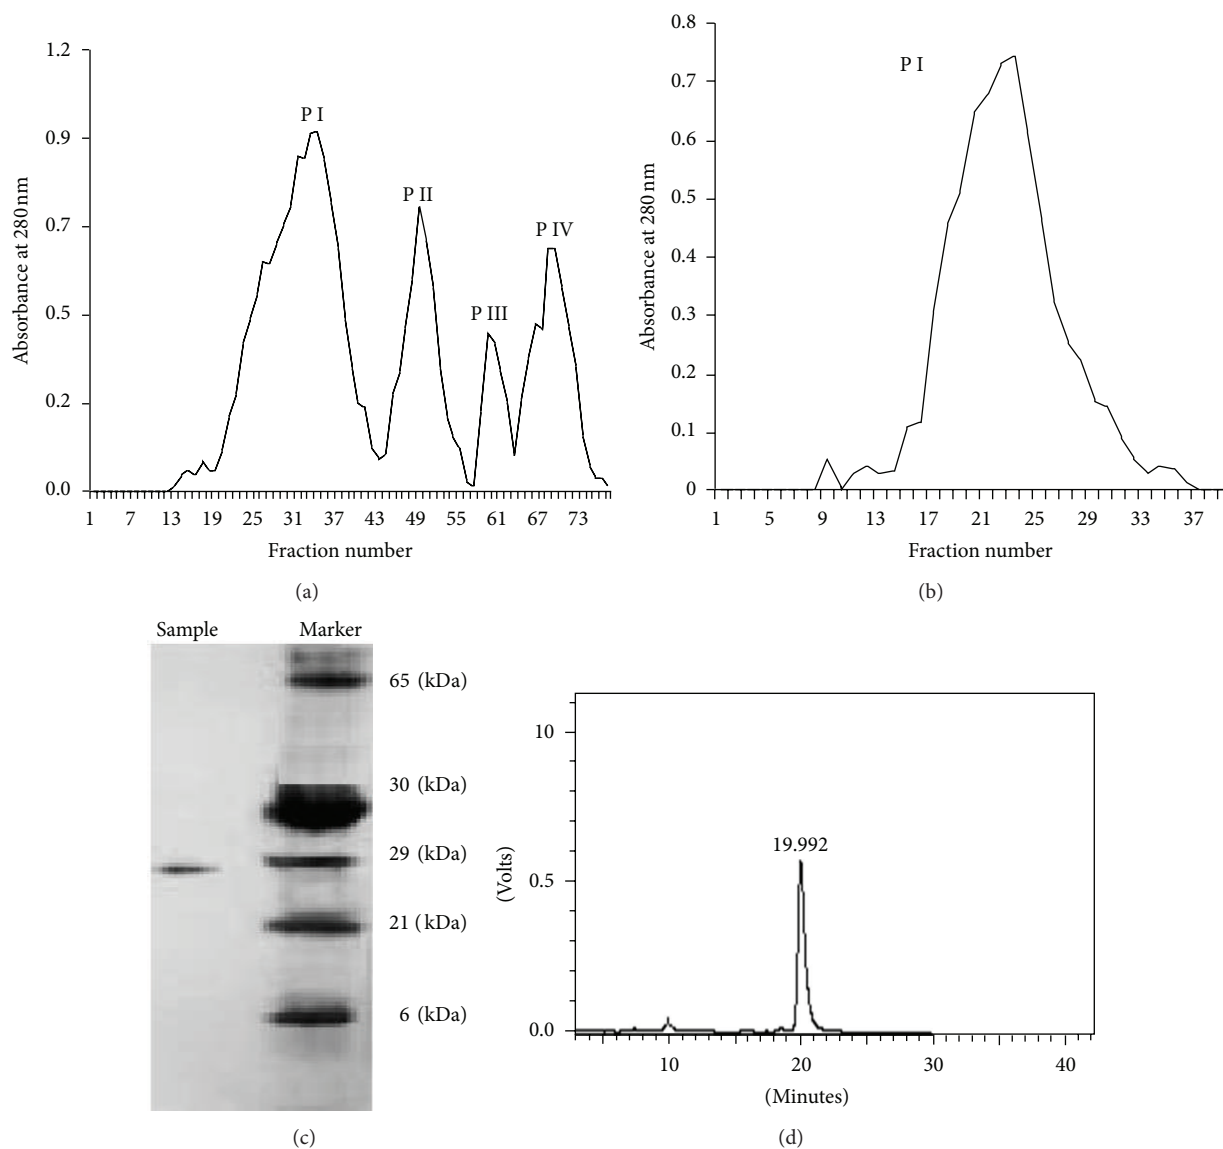 1.2
0.9
0.7
0.5
0.2
0.0
Absorbance at 280 nm
P I
P II
P III
P IV
1 7 13 19 25 31 37 43 49 55 61 67 73
Fraction number
(a)
0.8
0.7
0.6
0.5
0.4
0.3
0.2
0.1
0
Absorbance at 280 nm
P I
1 5 9 13 17 21 25 29 33 37
Fraction number
(b)
Sample Marker
65 (kDa)
30 (kDa)
29 (kDa)
21 (kDa)
6 (kDa)
(c)
10
0.5
0.0
(Volts)
19.992
10 20 30 40
(Minutes)
(d)